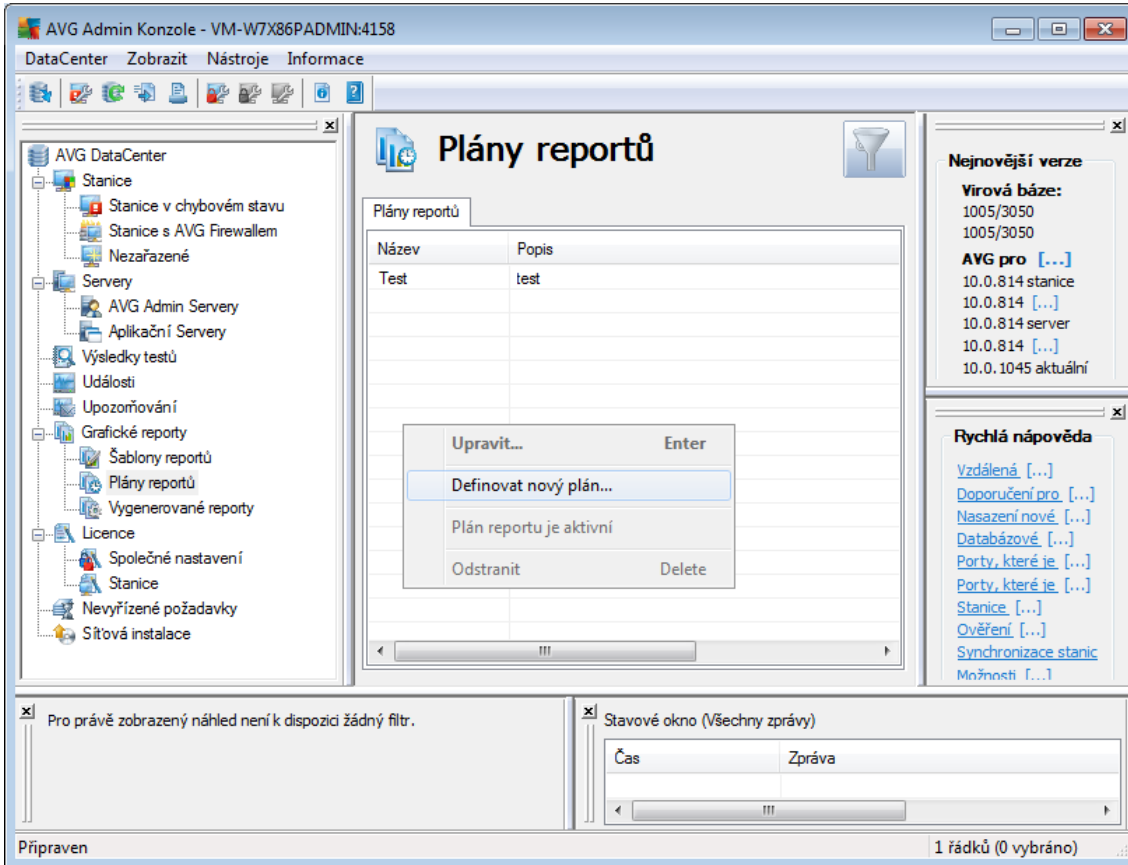 AVG Admin Konzole - VM-W7X86PADMIN:4158
DataCenter Zobrazit Nástroje Informace
AVG DataCenter
Stanice
Stanice v chybovém stavu
Stanice s AVG Firewallem
Nezařazené
Servery
AVG Admin Servery
Aplikační Servery
Výsledky testů
Události
Upozorňování
Grafické reporty
Šablony reportů
Plány reportů
Vygenerované reporty
Licence
Společné nastavení
Stanice
Nevyřízené požadavky
Síťová instalace
Plány reportů
Plány reportů
Název Popis
Test test
Upravit... Enter
Definovat nový plán...
Plán reportu je aktivní
Odstranit Delete
Nejnovější verze
Virová báze:
1005/3050
1005/3050
AVG pro [...]
10.0.814 stanice
10.0.814 [...]
10.0.814 server
10.0.814 [...]
10.0.1045 aktuální
Rychlá nápověda
Vzdálená [...]
Doporučení pro [...]
Nasazení nové [...]
Databázové [...]
Porty, které je [...]
Porty, které je [...]
Stanice [...]
Ověření [...]
Synchronizace stanic
Možnosti [...]
Pro právě zobrazený náhled není k dispozici žádný filtr.
Stavové okno (Všechny zprávy)
Čas Zpráva
Připraven 1 řádků (0 vybráno)